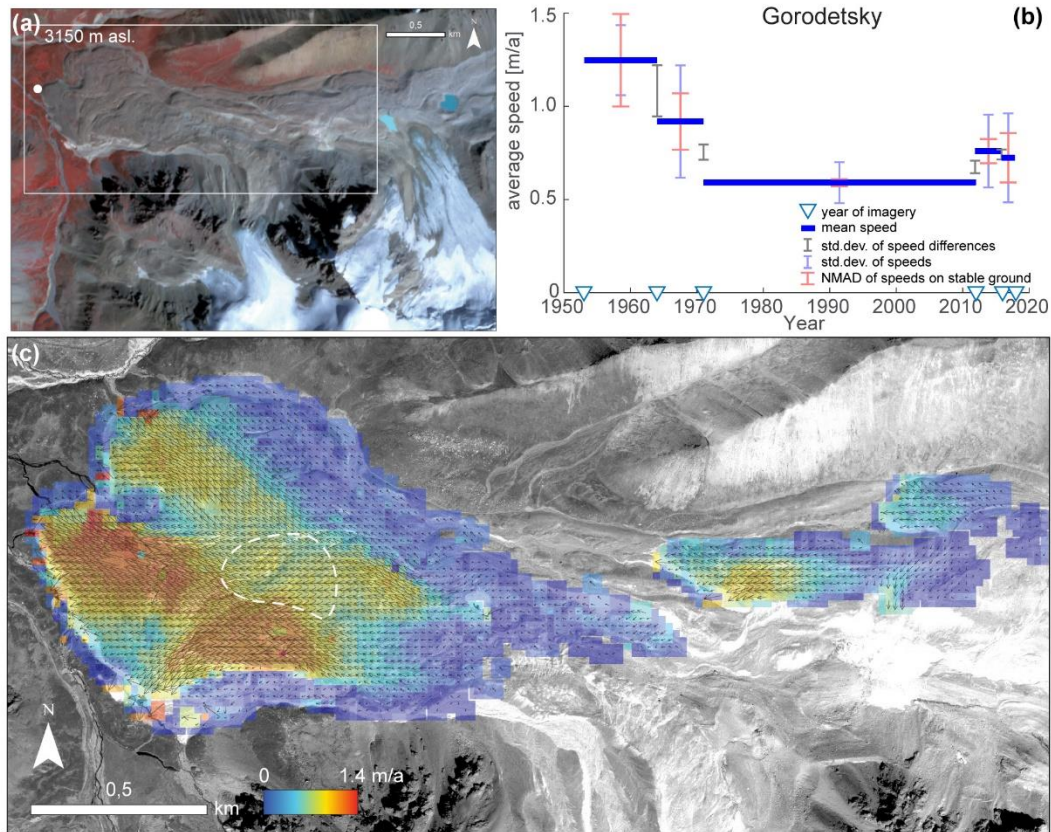 (a)
3150 m asl.
0.5
km
N
Gorodetsky
(b)
average speed [m/a]
1.5
1.0
0.5
0
year of imagery
mean speed
std.dev. of speed differences
std.dev. of speeds
NMAD of speeds on stable ground
1950 1960 1970 1980 1990 2000 2010 2020
Year
(c)
N
0 1.4 m/a
0,5
km